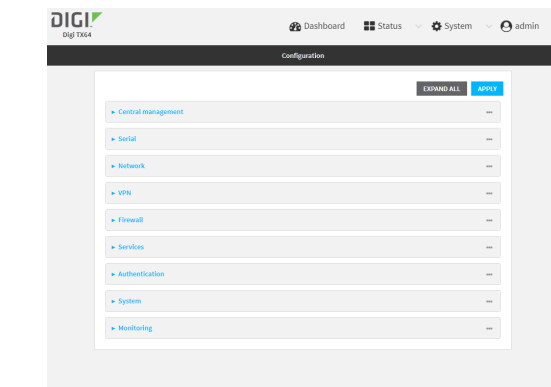 DIGI
Digi TX64
Dashboard Status System admin
Configuration
EXPAND ALL APPLY
Central management
Serial
Network
VPN
Firewall
Services
Authentication
System
Monitoring